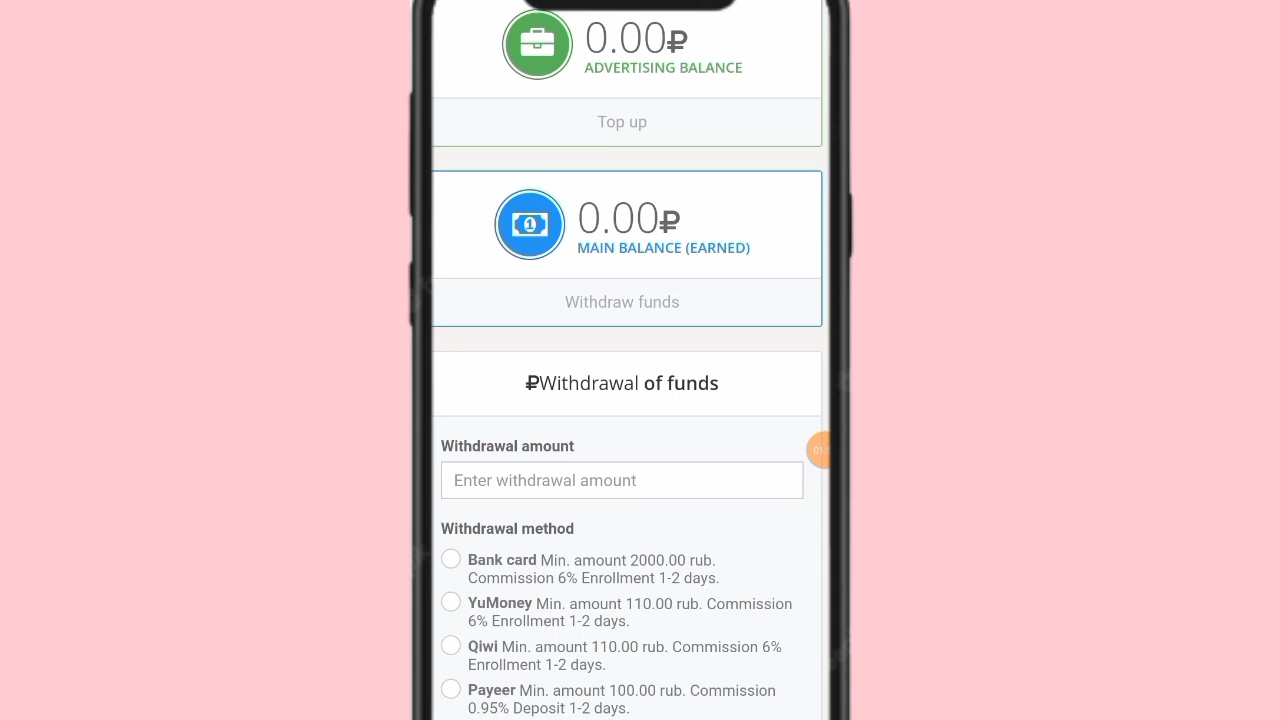 0.00₽
ADVERTISING BALANCE
Top up
0.00₽
MAIN BALANCE (EARNED)
Withdraw funds
₽Withdrawal of funds
Withdrawal amount
Enter withdrawal amount
Withdrawal method
Bank card Min. amount 2000.00 rub.
Commission 6% Enrollment 1-2 days.
YuMoney Min. amount 110.00 rub. Commission
6% Enrollment 1-2 days.
Qiwi Min. amount 110.00 rub. Commission 6%
Enrollment 1-2 days.
Payeer Min. amount 100.00 rub. Commission
0.95% Deposit 1-2 days.